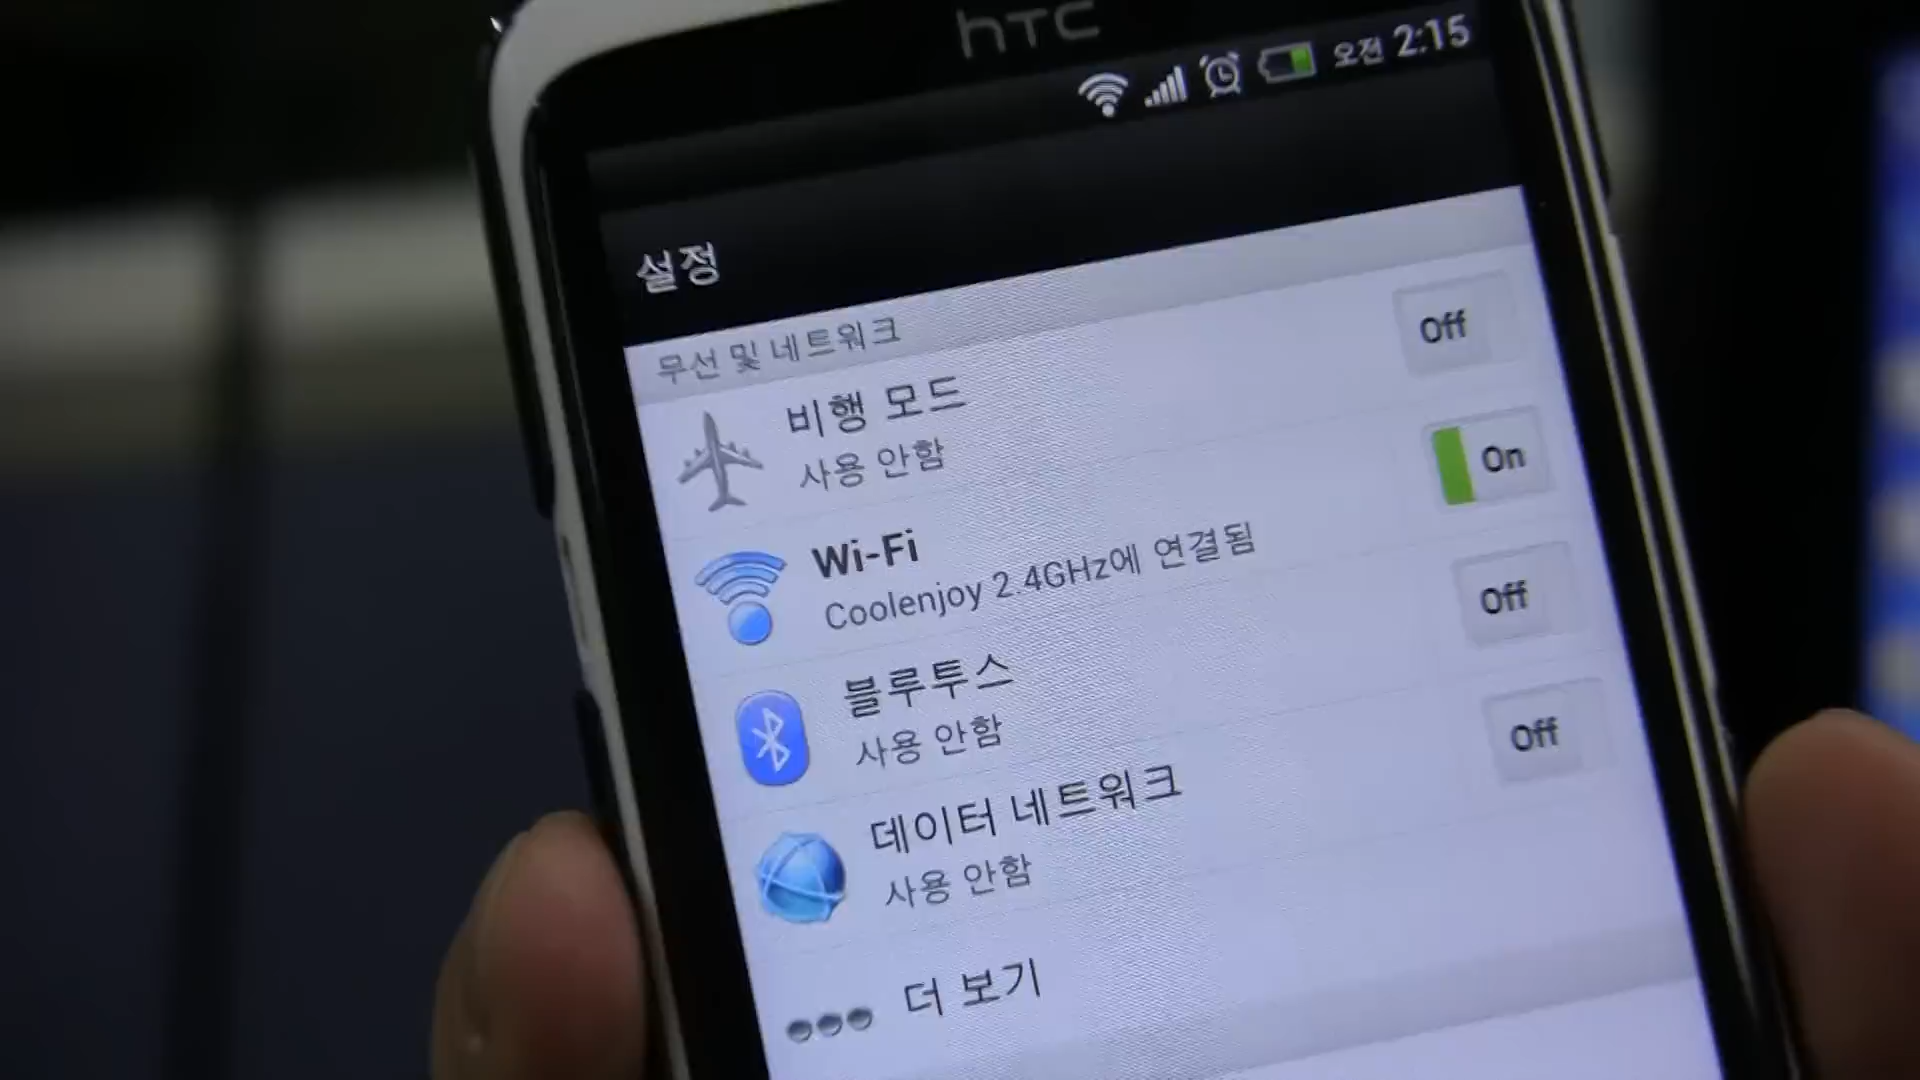 hTC
오전 2:15
설정
무선 및 네트워크
비행 모드
Off
사용 안함
Wi-Fi
On
Coolenjoy 2.4GHz에 연결됨
블루투스
Off
사용 안함
데이터 네트워크
Off
사용 안함
더 보기